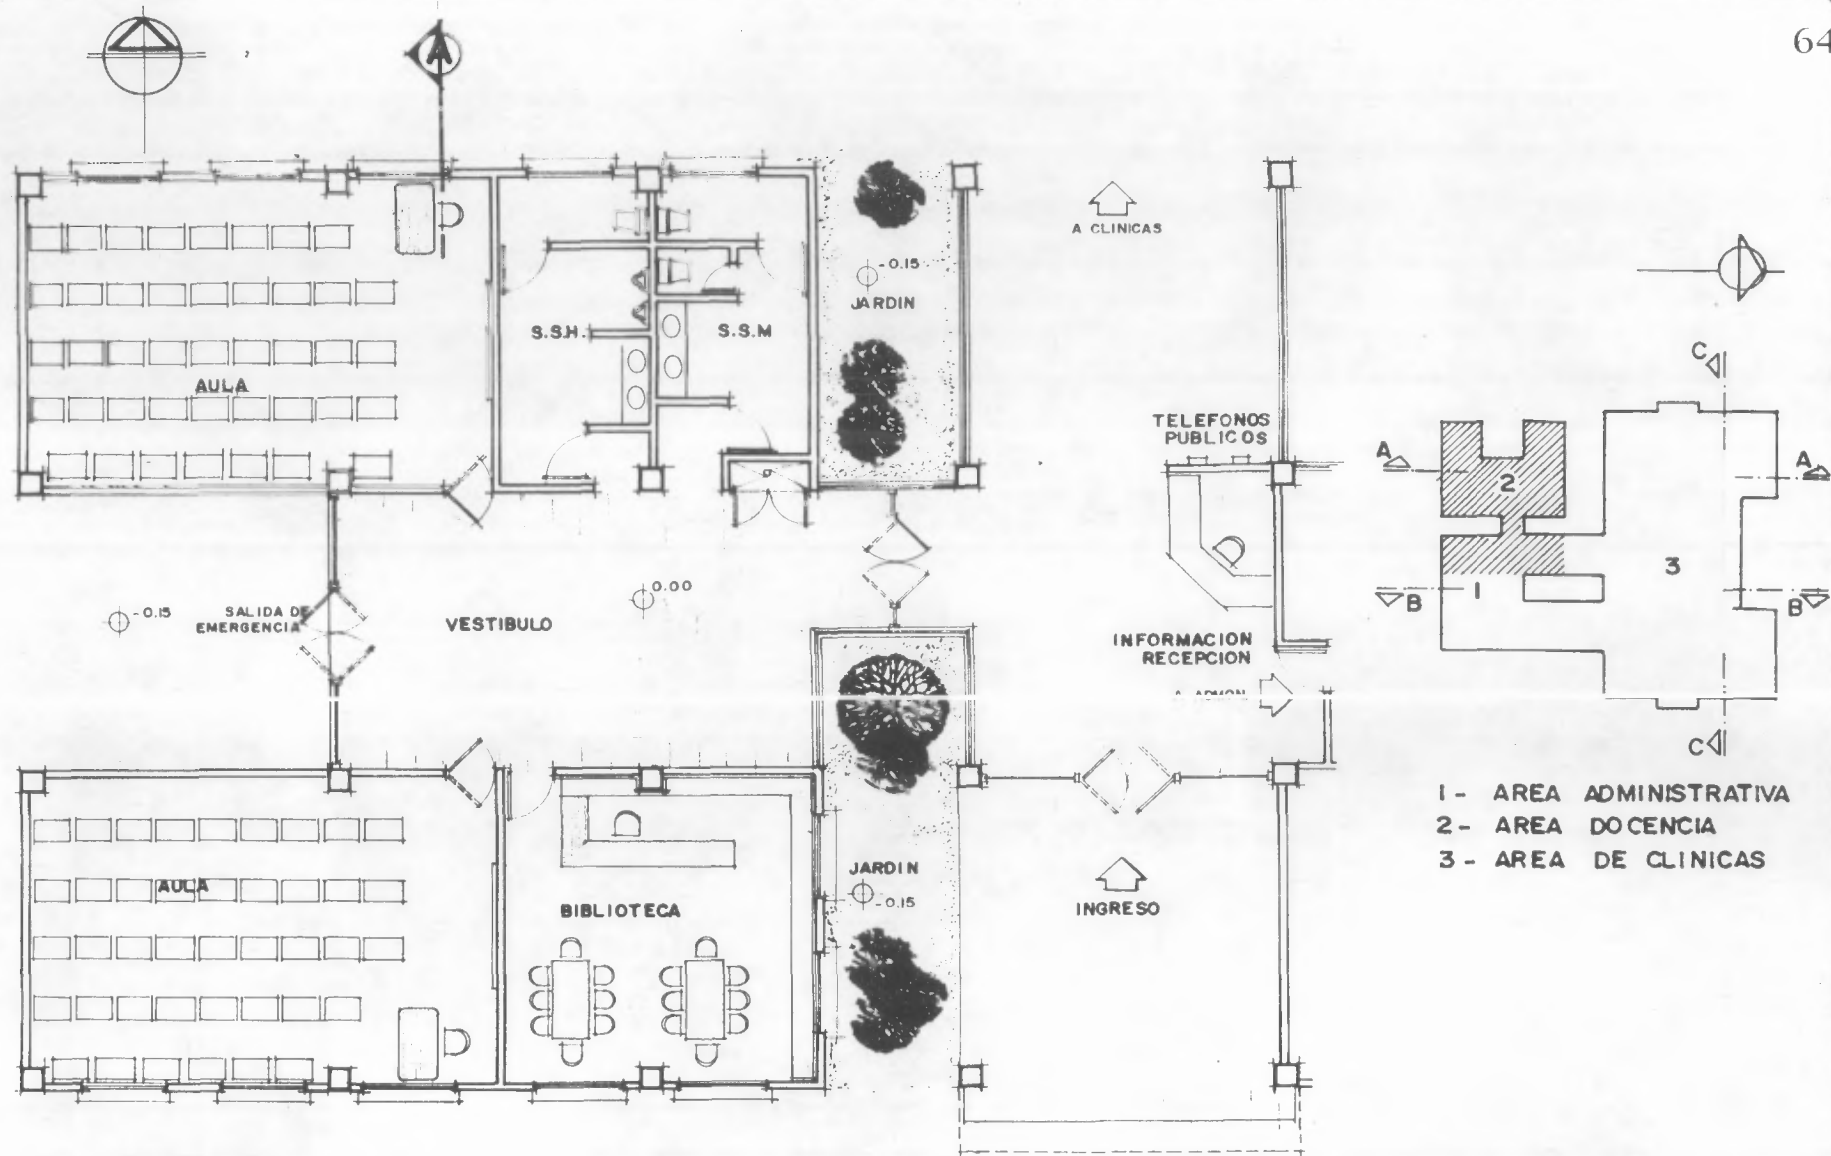 64
A CLINICAS
-0.15
JARDIN
S.S.H.
S.S.M
AULA
TELEFONOS
PUBLICOS
C
A
A
2
3
1
B
B
C
0.00
-0.15
SALIDA DE
EMERGENCIA
VESTIBULO
INFORMACION
RECEPCION
A ADMON
1- AREA ADMINISTRATIVA
2- AREA DOCENCIA
3- AREA DE CLINICAS
AULA
BIBLIOTECA
JARDIN
-0.15
INGRESO